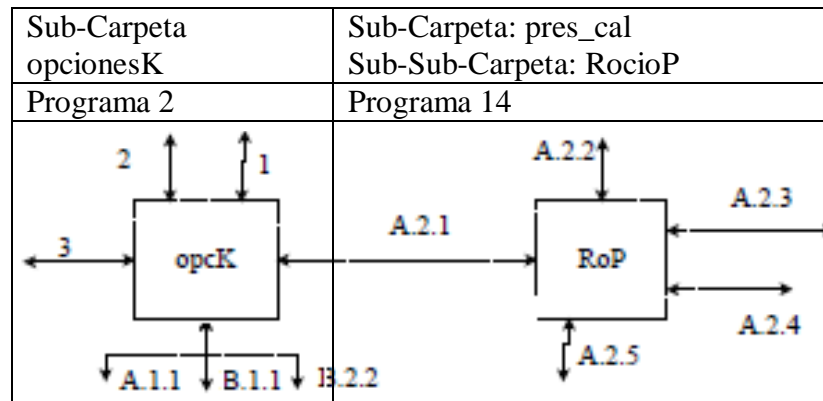 Sub-Carpeta
opcionesK
Sub-Carpeta: pres_cal
Sub-Sub-Carpeta: RocioP
Programa 2
Programa 14
2
1
A.2.2
A.2.3
A.2.1
3
opcK
RoP
A.2.4
A.2.5
A.1.1
B.1.1
B.2.2